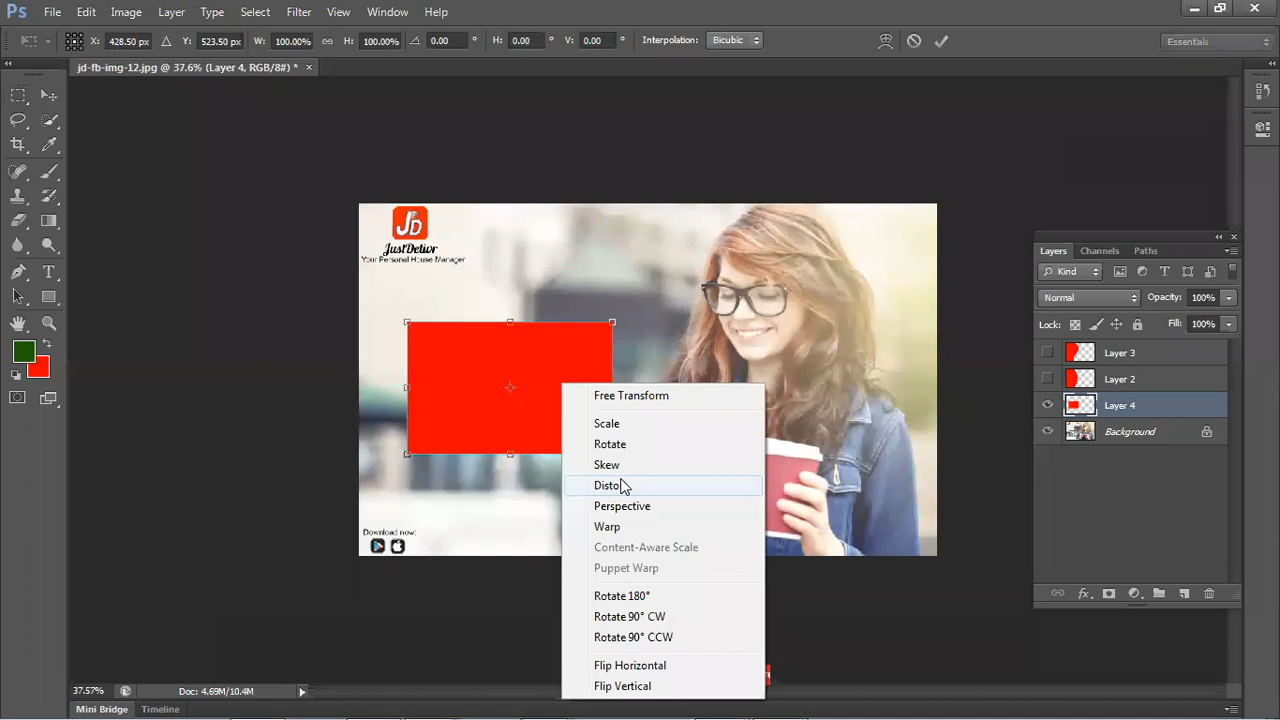 Ps File Edit Image Layer Type Select Filter View Window Help
X: 428.50 px Y: 523.50 px W: 100.00% H: 100.00% 0.00 ° H: 0.00 ° V: 0.00 ° Interpolation: Bicubic Essentials
jd-fb-img-12.jpg @ 37.6% (Layer 4, RGB/8#) * ×
JD
JustDelivr
Your Personal House Manager
Download now:
Free Transform
Scale
Rotate
Skew
Disto
Perspective
Warp
Content-Aware Scale
Puppet Warp
Rotate 180°
Rotate 90° CW
Rotate 90° CCW
Flip Horizontal
Flip Vertical
Layers Channels Paths
Kind
Normal Opacity: 100%
Lock: Fill: 100%
Layer 3
Layer 2
Layer 4
Background
37.57% Doc: 4.69M/10.4M
Mini Bridge Timeline